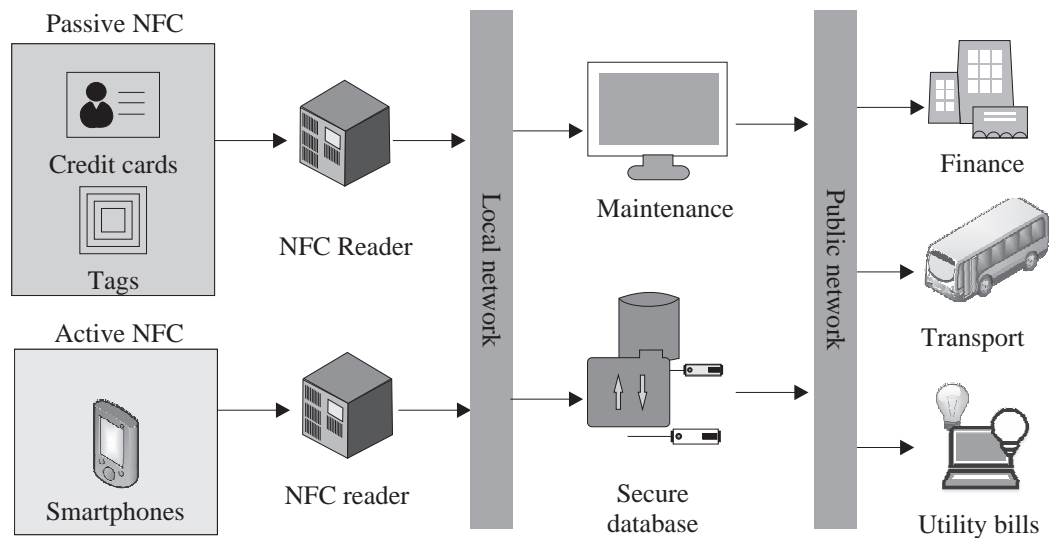 Passive NFC
Credit cards
Tags
NFC Reader
Active NFC
Smartphones
NFC reader
Local network
Maintenance
Secure
database
Public network
Finance
Transport
Utility bills